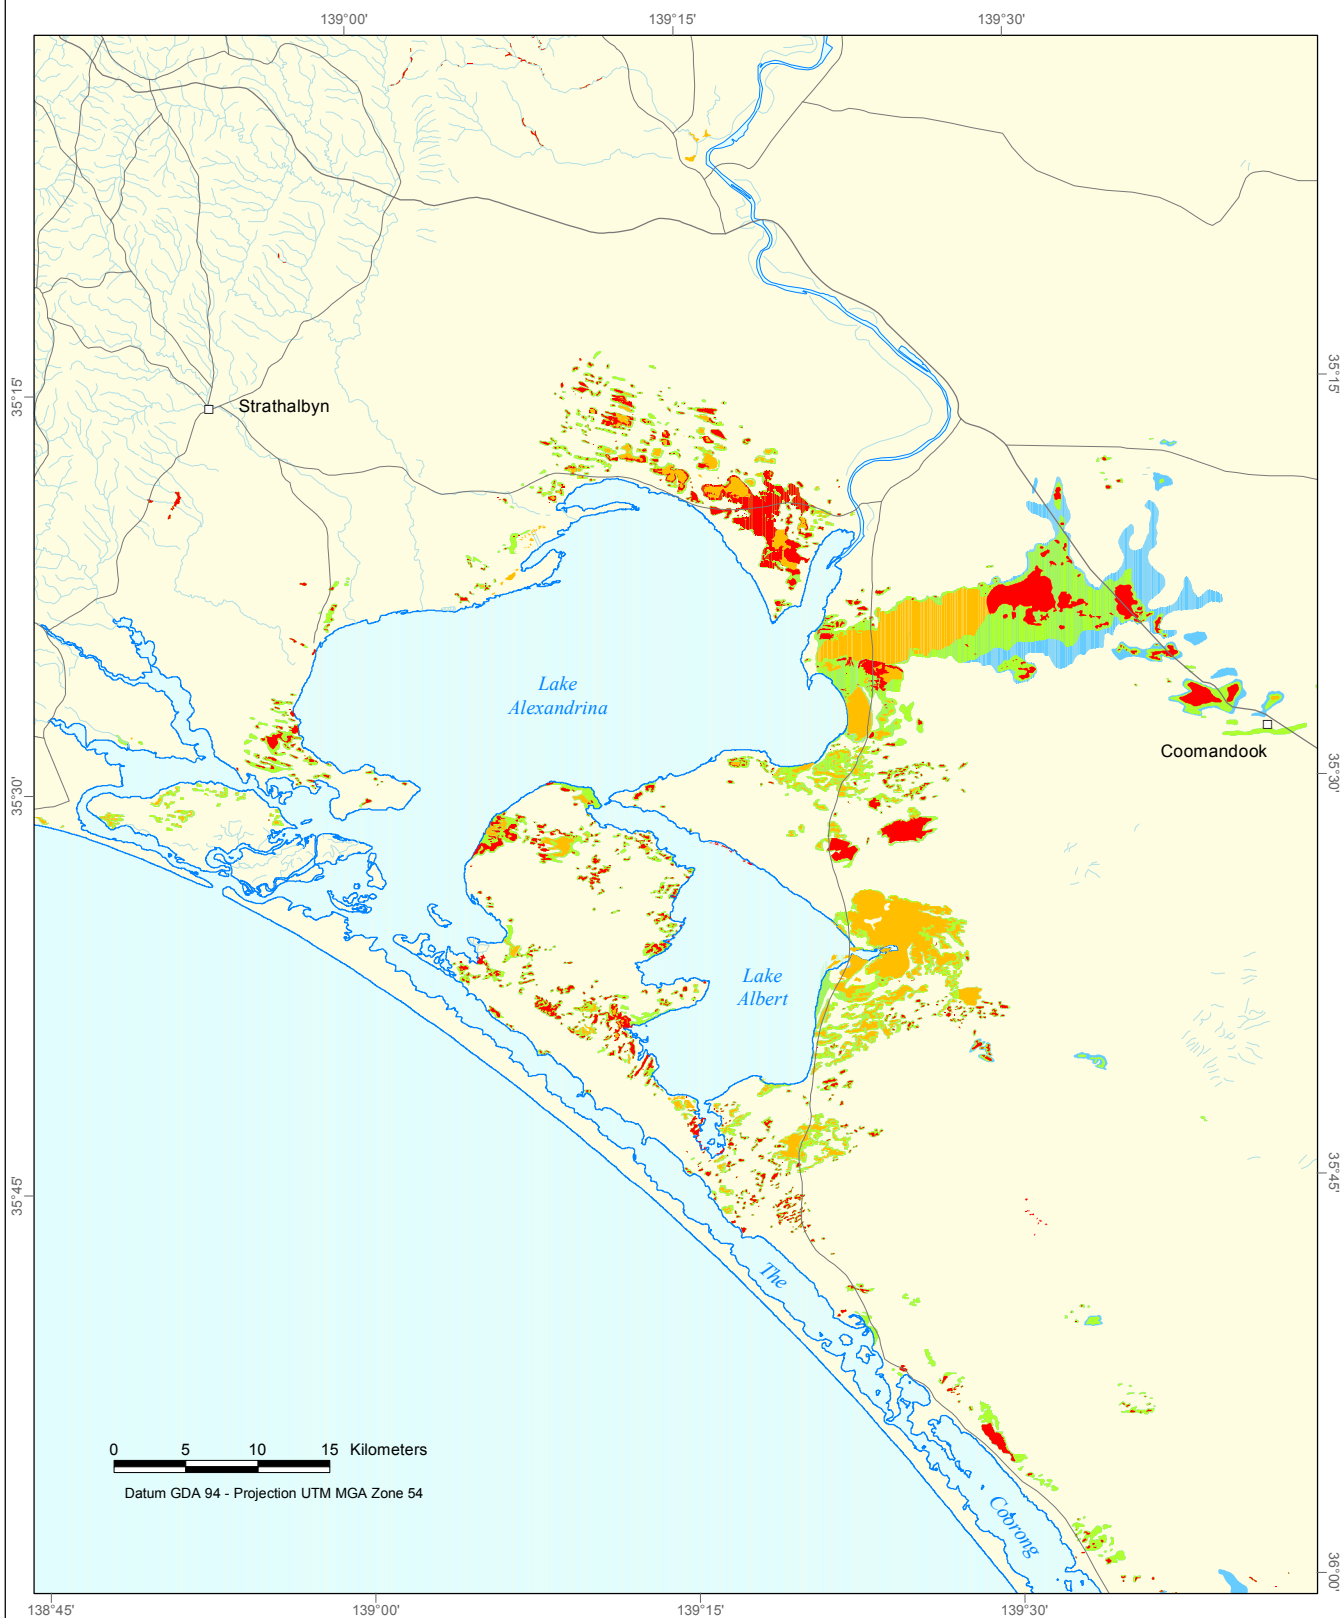 139°00'
139°15'
139°30'
35°15'
35°15'
Strathalbyn
Lake
Alexandrina
Coomandook
35°30'
35°30'
Lake
Albert
35°45'
35°45'
The
0 5 10 15 Kilometers
Datum GDA 94 - Projection UTM MGA Zone 54
Coorong
36°00'
138°45'
139°00'
139°15'
139°30'